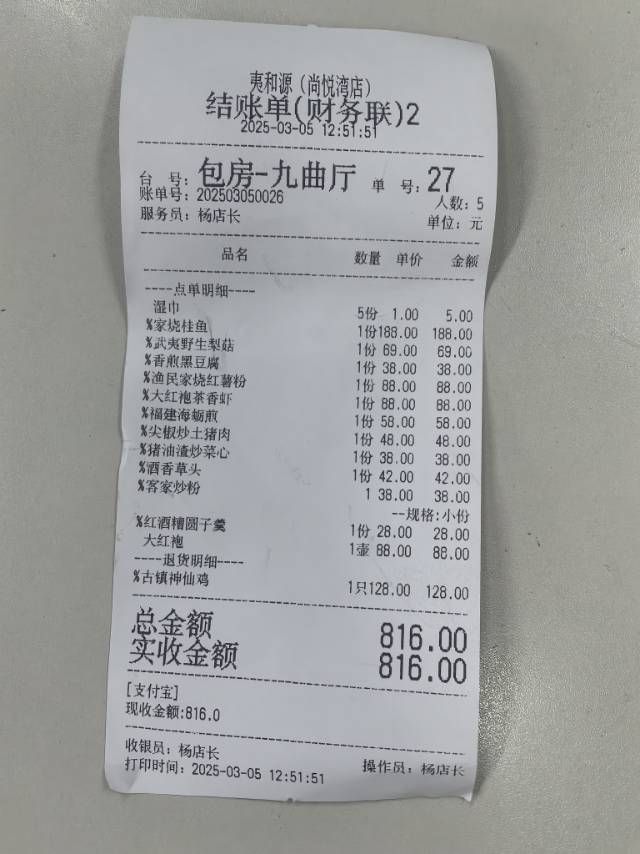 夷和源（尚悦湾店）
结账单(财务联)2
2025-03-05 12:51:51
台 号：包房-九曲厅 单 号：27
账单号：202503050026 人数：5
服务员：杨店长 单位：元
品名 数量 单价 金额
----点单明细----
湿巾 5份 1.00 5.00
%家烧桂鱼 1份188.00 188.00
%武夷野生梨菇 1份 69.00 69.00
%香煎黑豆腐 1份 38.00 38.00
%渔民家烧红薯粉 1份 88.00 88.00
%大红袍茶香虾 1份 88.00 88.00
%福建海蛎煎 1份 58.00 58.00
%尖椒炒土猪肉 1份 48.00 48.00
%猪油渣炒菜心 1份 38.00 38.00
%酒香草头 1份 42.00 42.00
%客家炒粉 1 38.00 38.00
--规格:小份
%红酒糟圆子羹 1份 28.00 28.00
大红袍 1壶 88.00 88.00
----退货明细----
%古镇神仙鸡 1只128.00 128.00
总金额 816.00
实收金额 816.00
[支付宝]
现收金额:816.0
收银员：杨店长 操作员：杨店长
打印时间：2025-03-05 12:51:51